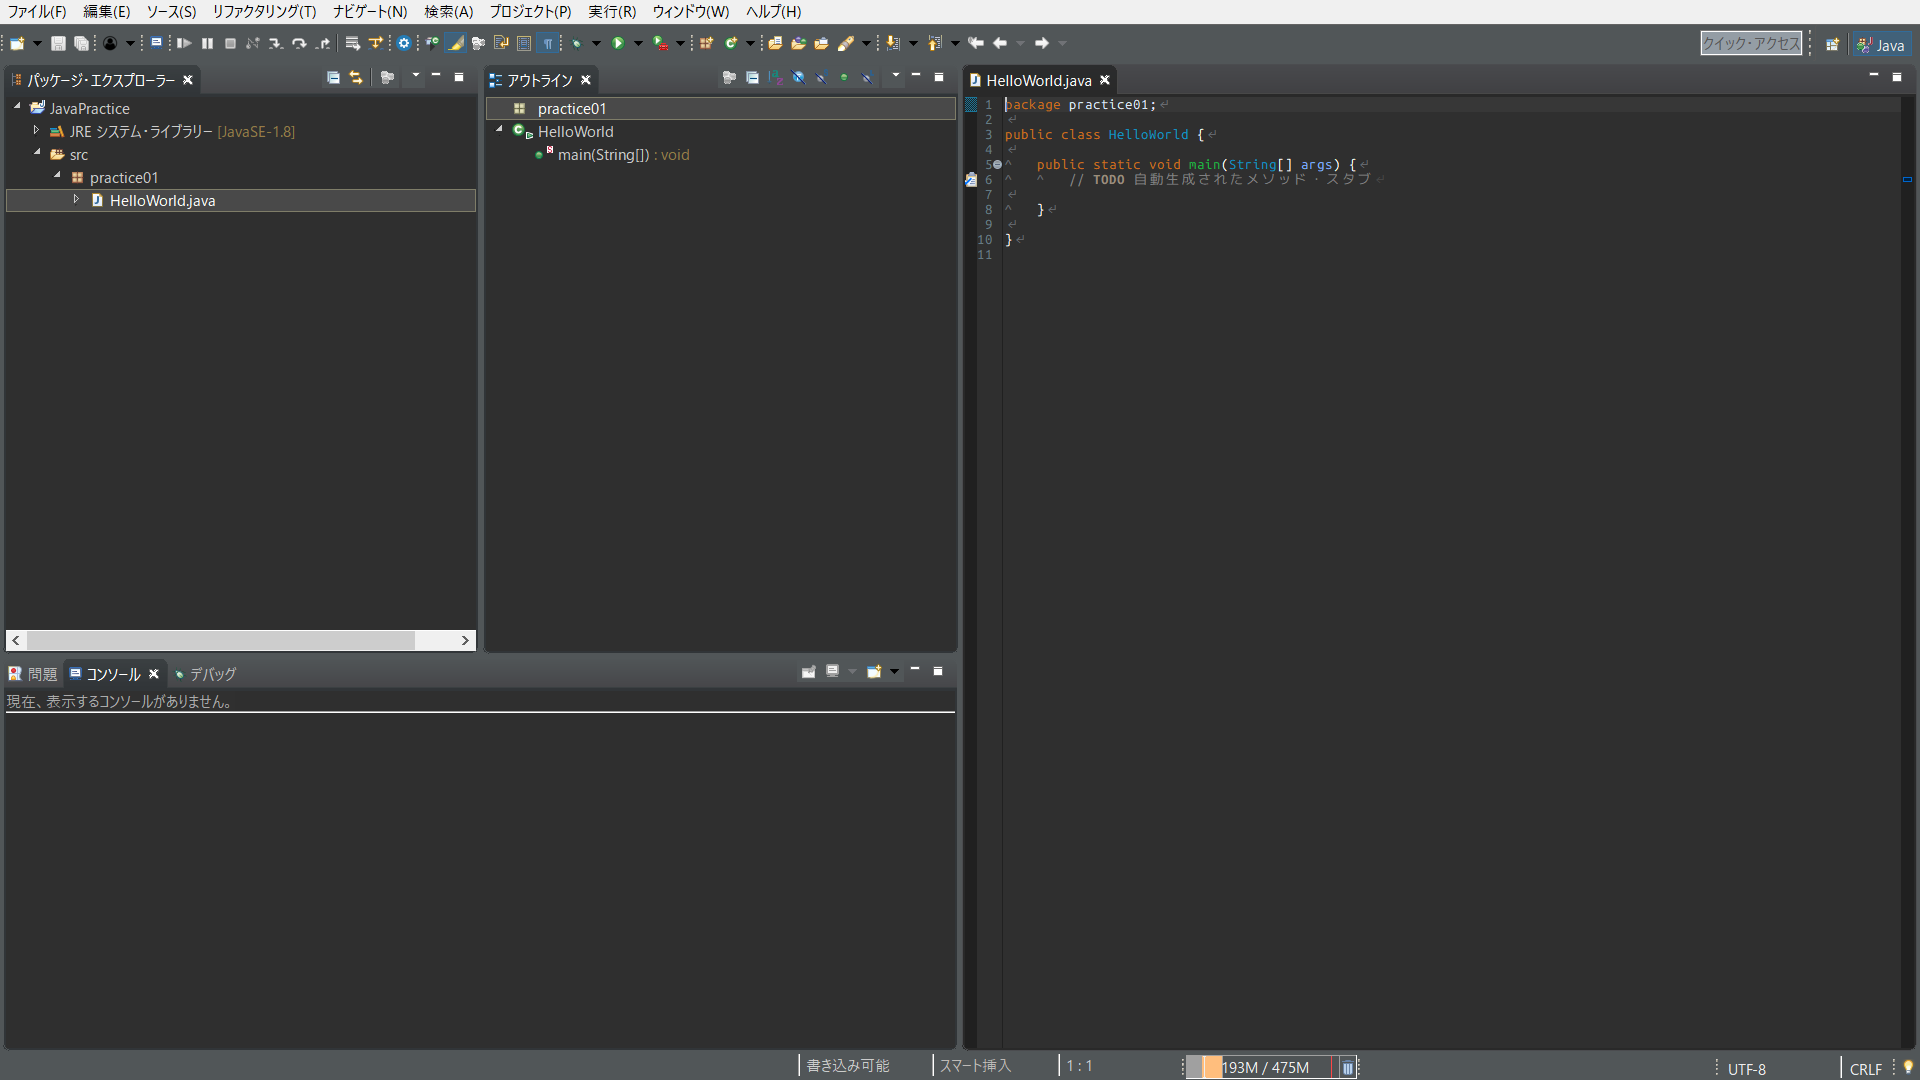 ファイル(F) 編集(E) ソース(S) リファクタリング(T) ナビゲート(N) 検索(A) プロジェクト(P) 実行(R) ウィンドウ(W) ヘルプ(H)
クイック・アクセス
Java
パッケージ・エクスプローラー
JavaPractice
JRE システム・ライブラリー [JavaSE-1.8]
src
practice01
HelloWorld.java
アウトライン
practice01
HelloWorld
main(String[]) : void
HelloWorld.java
1 package practice01;
2
3 public class HelloWorld {
4
5 public static void main(String[] args) {
6 // TODO 自動生成されたメソッド・スタブ
7
8 }
9
10 }
11
問題 コンソール デバッグ
現在、表示するコンソールがありません。
書き込み可能 スマート挿入 1 : 1 193M / 475M UTF-8 CRLF